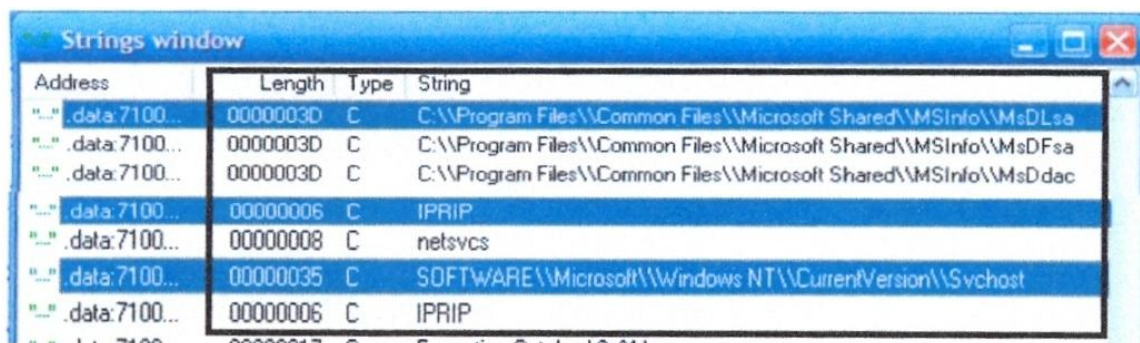 Strings window
Address Length Type String
.data:7100... 0000003D C C:\\Program Files\\Common Files\\Microsoft Shared\\MSInfo\\MsDLsa
.data:7100... 0000003D C C:\\Program Files\\Common Files\\Microsoft Shared\\MSInfo\\MsDFsa
.data:7100... 0000003D C C:\\Program Files\\Common Files\\Microsoft Shared\\MSInfo\\MsDdac
.data:7100... 00000006 C IPRIP
.data:7100... 00000008 C netsvcs
.data:7100... 00000035 C SOFTWARE\\Microsoft\\Windows NT\\CurrentVersion\\Svchost
.data:7100... 00000006 C IPRIP